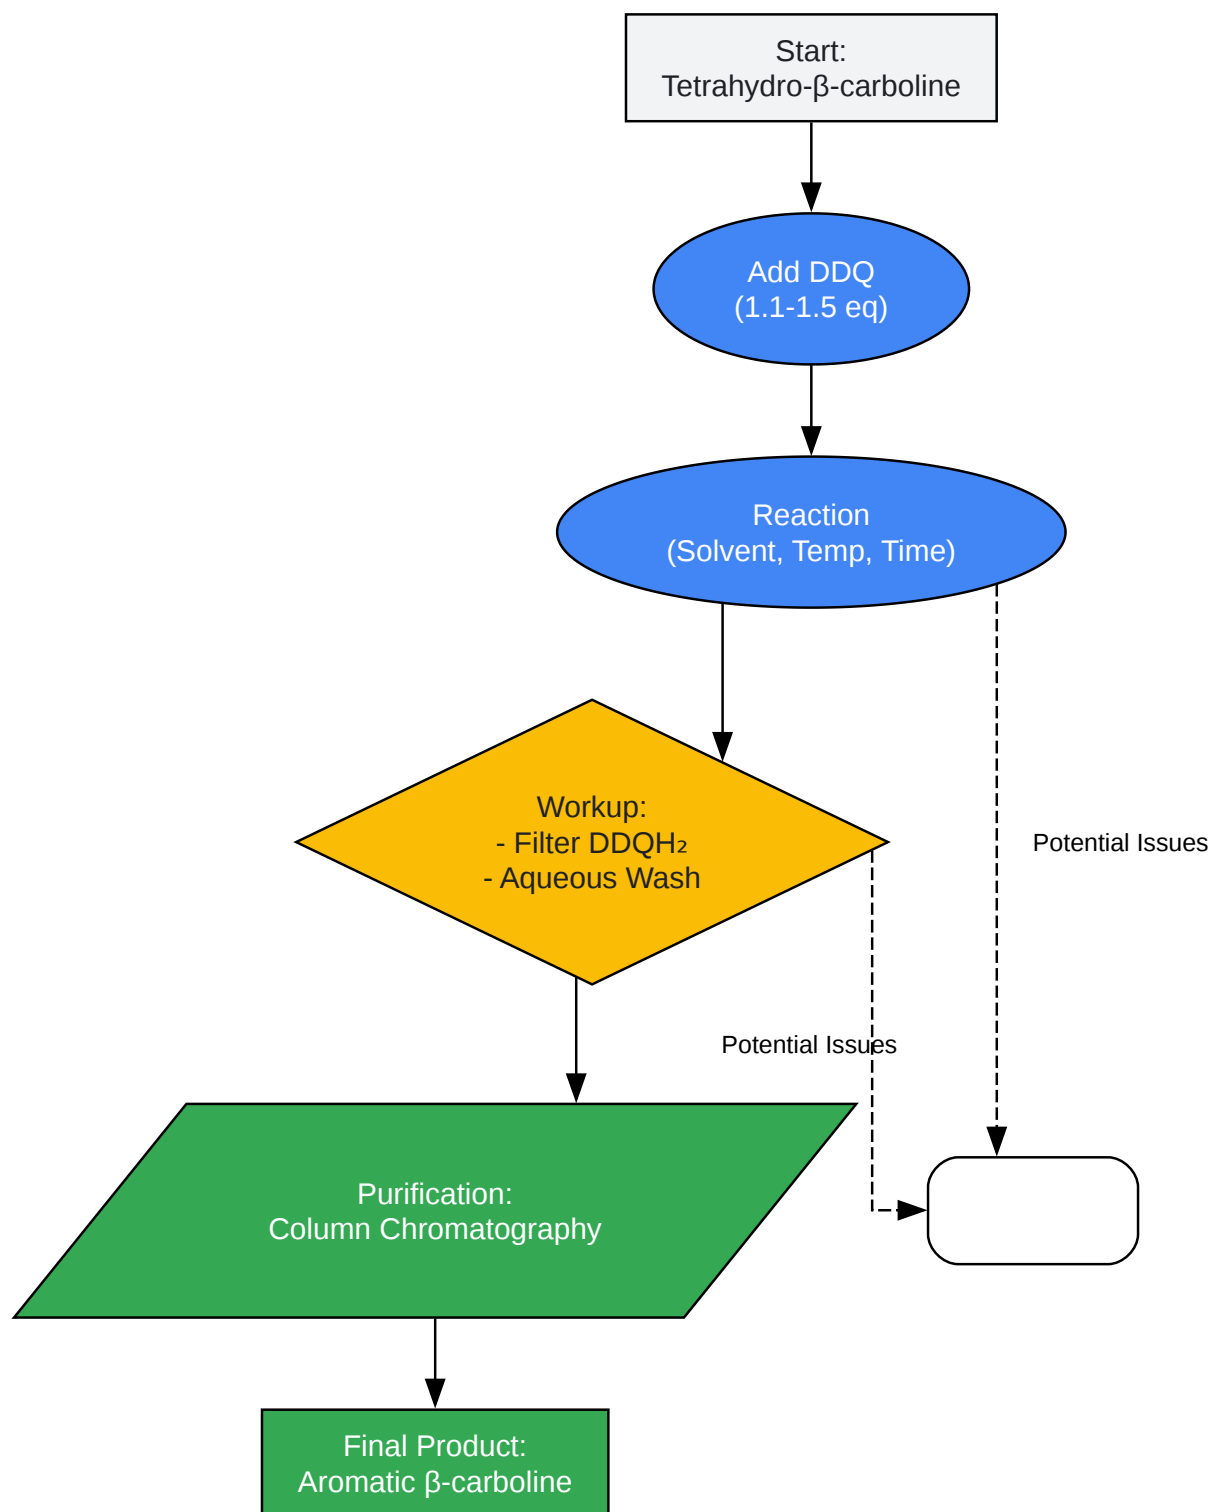 Start:
Tetrahydro-β-carboline
Add DDQ
(1.1-1.5 eq)
Reaction
(Solvent, Temp, Time)
Workup:
- Filter DDQH₂
- Aqueous Wash
Potential Issues
Potential Issues
Purification:
Column Chromatography
Final Product:
Aromatic β-carboline